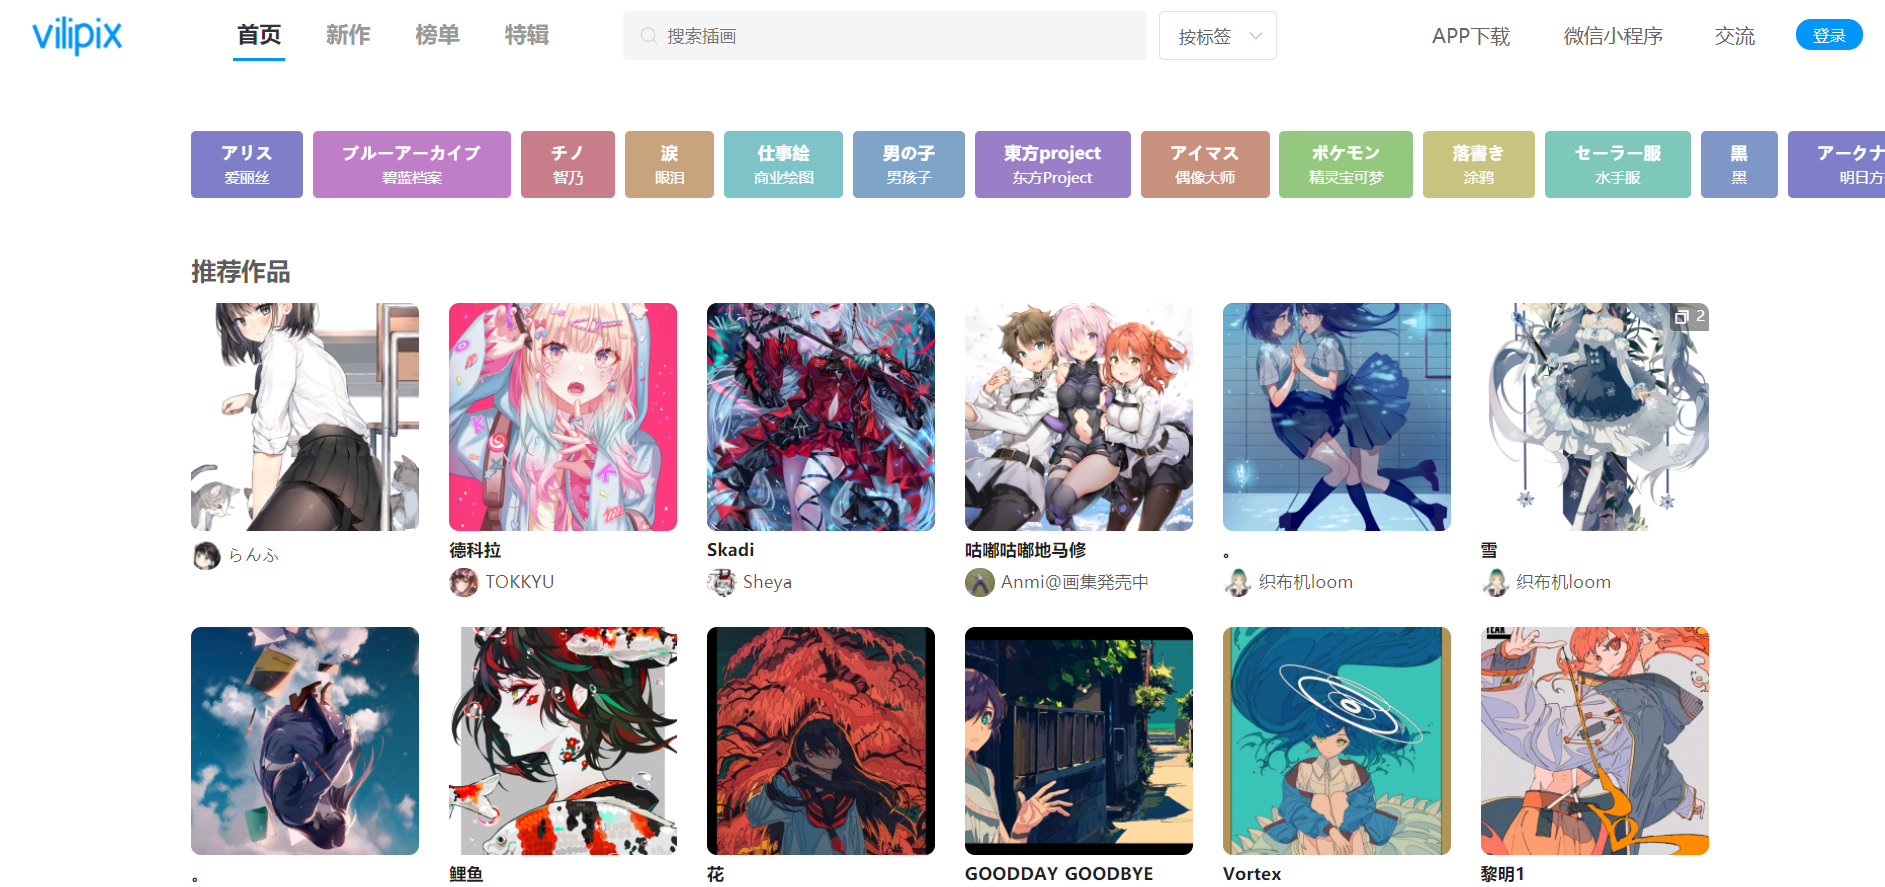 vilipix
首页 新作 榜单 特辑
搜索插画
按标签
APP下载 微信小程序 交流 登录
アリス
爱丽丝
ブルーアーカイブ
碧蓝档案
チノ
智乃
涙
眼泪
仕事絵
商业绘图
男の子
男孩子
東方project
东方Project
アイマス
偶像大师
ポケモン
精灵宝可梦
落書き
涂鸦
セーラー服
水手服
黒
黑
アークナ
明日方
推荐作品
2
らんふ
德科拉
TOKKYU
Skadi
Sheya
咕嘟咕嘟地马修
Anmi@画集発売中
。
织布机loom
雪
织布机loom
。
鲤鱼
花
GOODDAY GOODBYE
Vortex
黎明1